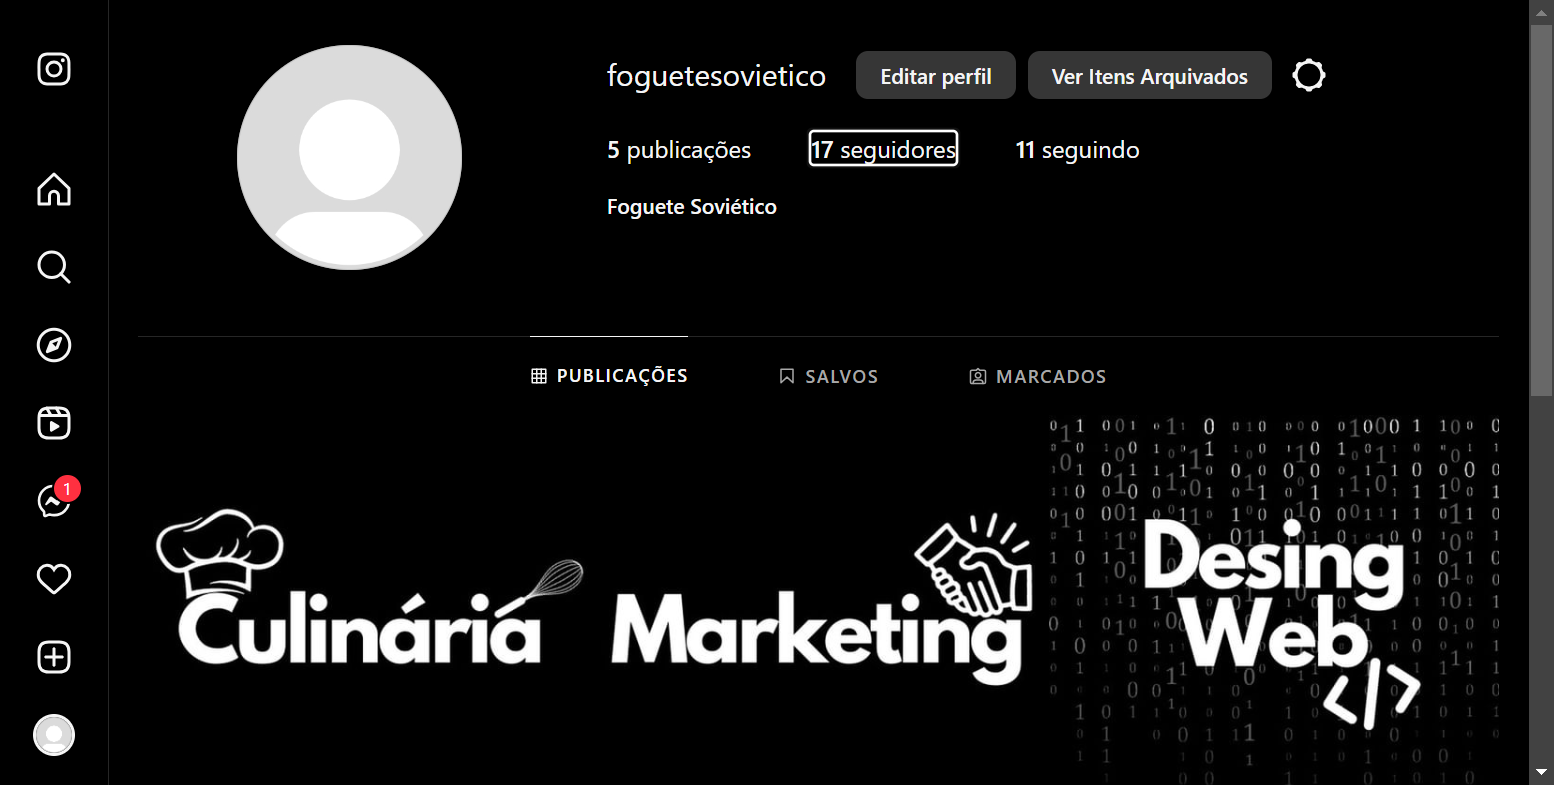 foguetesovietico Editar perfil Ver Itens Arquivados
5 publicações 17 seguidores 11 seguindo
Foguete Soviético
PUBLICAÇÕES SALVOS MARCADOS
1
Culinária
Marketing
Desing
Web
</>